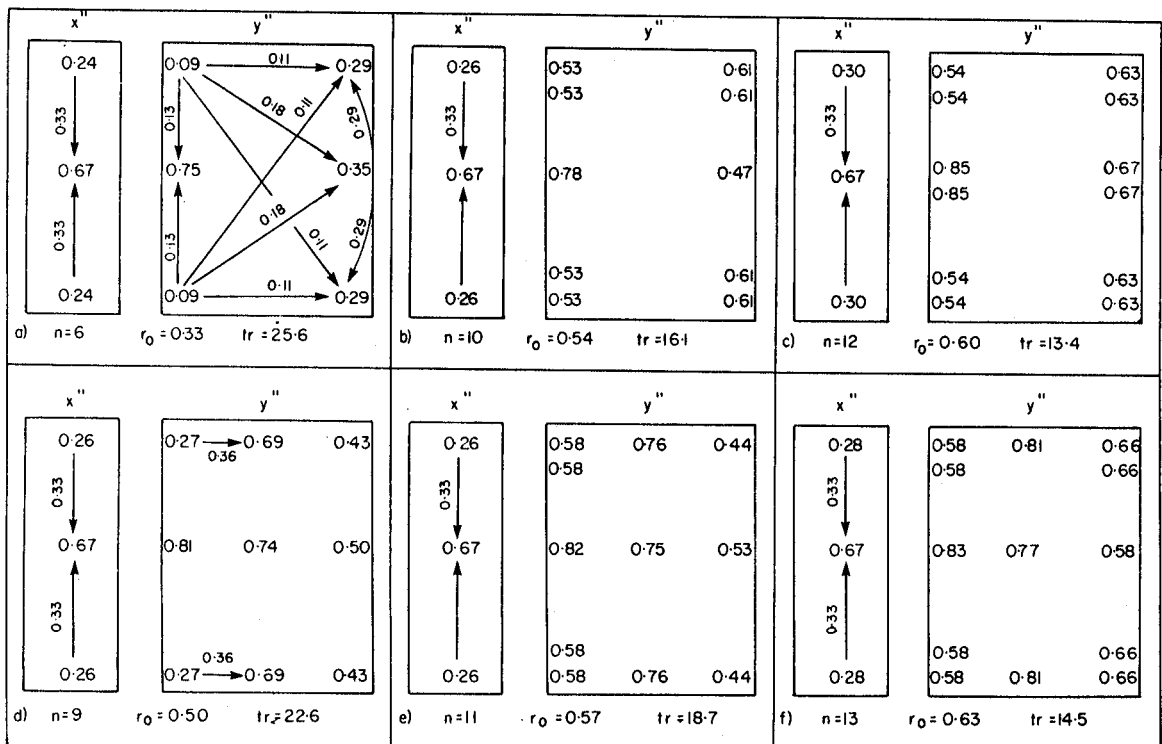 x" y"
0·24 0·09 0·11 0·29
0·33 0·13 0·18 0·11 0·29
0·67 0·75 0·35
0·33 0·13 0·18 0·11 0·29
0·24 0·09 0·11 0·29
a) n=6 r₀=0·33 tr=25·6
x" y"
0·26 0·53 0·61
0·53 0·61
0·33
0·67 0·78 0·47
0·53 0·61
0·26 0·53 0·61
b) n=10 r₀=0·54 tr=16·1
x" y"
0·30 0·54 0·63
0·54 0·63
0·33
0·67 0·85 0·67
0·85 0·67
0·54 0·63
0·30 0·54 0·63
c) n=12 r₀=0·60 tr=13·4
x" y"
0·26 0·27 0·69 0·43
0·36
0·33
0·67 0·81 0·74 0·50
0·33
0·36
0·26 0·27 0·69 0·43
d) n=9 r₀=0·50 tr=22·6
x" y"
0·26 0·58 0·76 0·44
0·58
0·33
0·67 0·82 0·75 0·53
0·58
0·26 0·58 0·76 0·44
e) n=11 r₀=0·57 tr=18·7
x" y"
0·28 0·58 0·81 0·66
0·58 0·66
0·33
0·67 0·83 0·77 0·58
0·33
0·58 0·66
0·28 0·58 0·81 0·66
f) n=13 r₀=0·63 tr=14·5